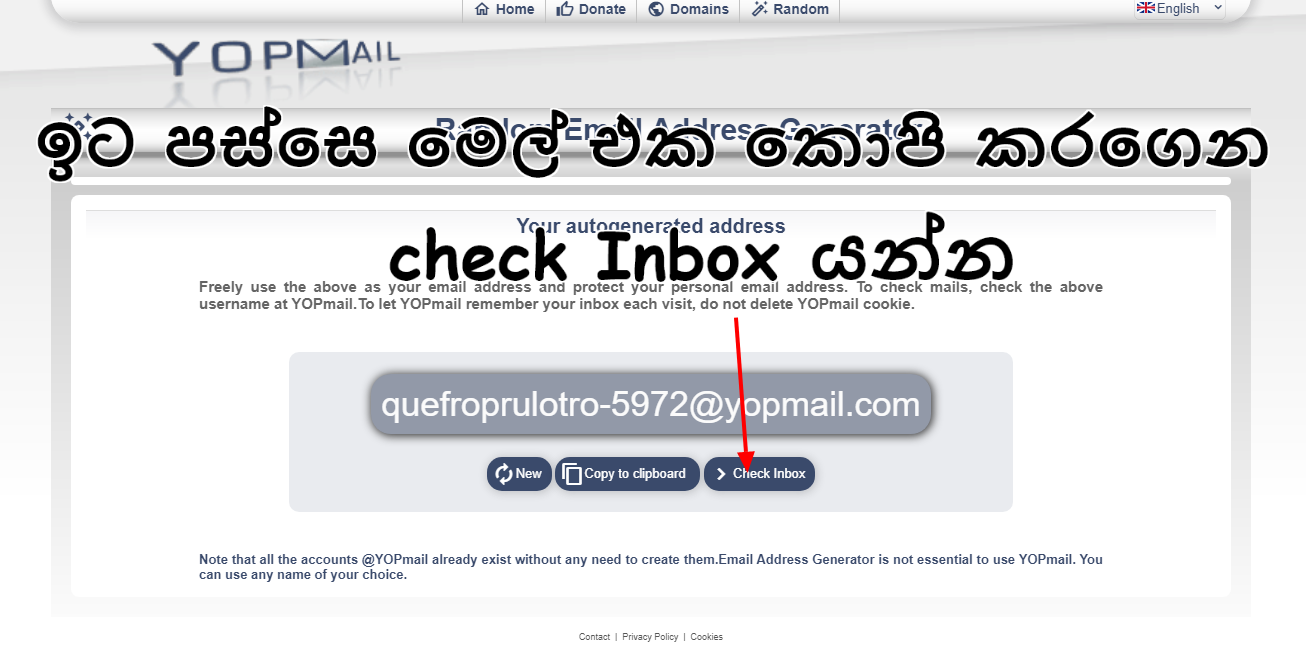 Home Donate Domains Random English
YOPMAIL
Random Email Address Generator
ඉට පස්සෙ මෙල් එක කොපි කරගෙන
Your autogenerated address
check Inbox යන්න
Freely use the above as your email address and protect your personal email address. To check mails, check the above
username at YOPmail.To let YOPmail remember your inbox each visit, do not delete YOPmail cookie.
quefroprulotro-5972@yopmail.com
New Copy to clipboard Check Inbox
Note that all the accounts @YOPmail already exist without any need to create them.Email Address Generator is not essential to use YOPmail. You
can use any name of your choice.
Contact | Privacy Policy | Cookies